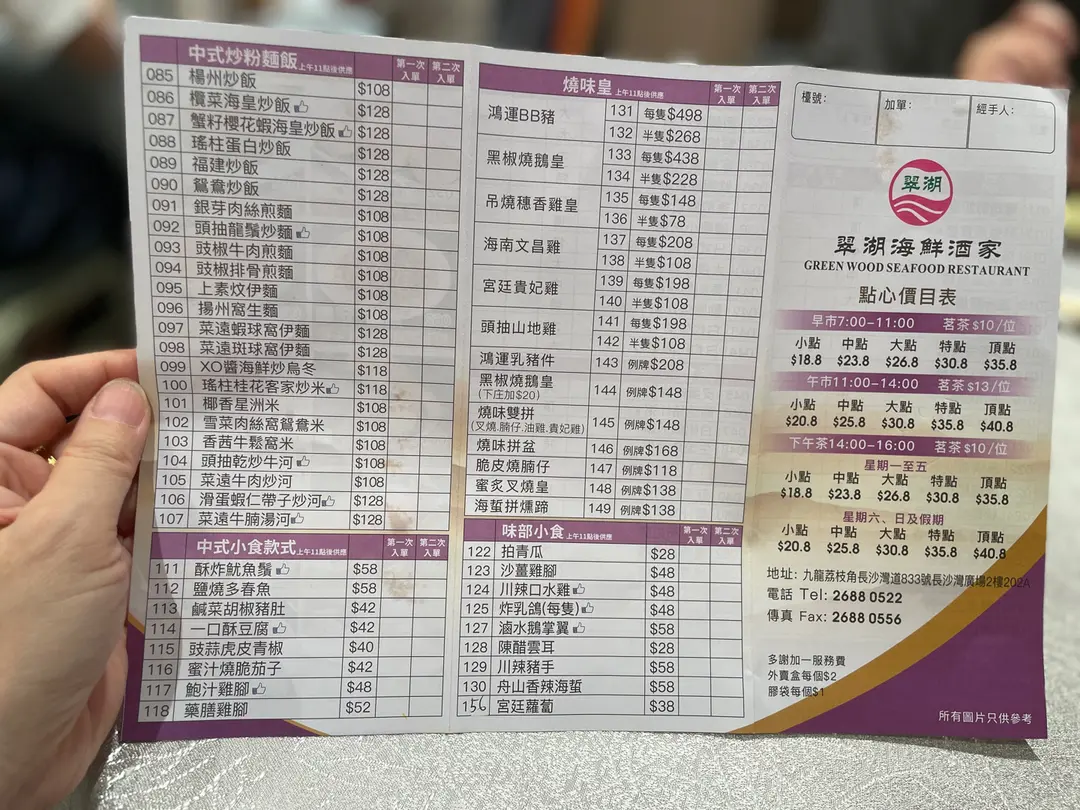 中式炒粉麵飯 上午11點後供應 第一次入單 第二次入單
085 楊州炒飯 $108
086 欖菜海皇炒飯 $128
087 蟹籽櫻花蝦海皇炒飯 $128
088 瑤柱蛋白炒飯 $128
089 福建炒飯 $128
090 鴛鴦炒飯 $128
091 銀芽肉絲煎麵 $108
092 頭抽龍鬚炒麵 $108
093 豉椒牛肉煎麵 $108
094 豉椒排骨煎麵 $108
095 上素炆伊麵 $108
096 揚州窩生麵 $108
097 菜遠蝦球窩伊麵 $128
098 菜遠斑球窩伊麵 $128
099 XO醬海鮮炒烏冬 $118
100 瑤柱桂花客家炒米 $118
101 椰香星洲米 $108
102 雪菜肉絲窩鴛鴦米 $108
103 香茜牛鬆窩米 $108
104 頭抽乾炒牛河 $108
105 菜遠牛肉炒河 $128
106 滑蛋蝦仁帶子炒河 $128
107 菜遠牛腩湯河 $128
中式小食款式 上午11點後供應 第一次入單 第二次入單
111 酥炸魷魚鬚 $58
112 鹽燒多春魚 $58
113 鹹菜胡椒豬肚 $42
114 一口酥豆腐 $42
115 豉蒜虎皮青椒 $40
116 蜜汁燒脆茄子 $42
117 鮑汁雞腳 $48
118 藥膳雞腳 $52
燒味皇 上午11點後供應 第一次入單 第二次入單
鴻運BB豬 131 每隻$498
132 半隻$268
黑椒燒鵝皇 133 每隻$438
134 半隻$228
吊燒穗香雞皇 135 每隻$148
136 半隻$78
海南文昌雞 137 每隻$208
138 半隻$108
宮廷貴妃雞 139 每隻$198
140 半隻$108
頭抽山地雞 141 每隻$198
142 半隻$108
鴻運乳豬件 143 例牌$208
黑椒燒鵝皇 144 例牌$148
(下庄加$20)
燒味雙拼 145 例牌$148
(叉燒.腩仔.油雞.貴妃雞)
燒味拼盆 146 例牌$168
脆皮燒腩仔 147 例牌$118
蜜炙叉燒皇 148 例牌$138
海蜇拼燻蹄 149 例牌$138
味部小食 上午11點後供應 第一次入單 第二次入單
122 拍青瓜 $28
123 沙薑雞腳 $48
124 川辣口水雞 $48
125 炸乳鴿(每隻) $48
127 滷水鵝掌翼 $58
128 陳醋雲耳 $28
129 川辣豬手 $58
130 舟山香辣海蜇 $58
156 宮廷蘿蔔 $38
檯號: 加單: 經手人:
翠湖
翠湖海鮮酒家
GREEN WOOD SEAFOOD RESTAURANT
點心價目表
早市7:00-11:00 茗茶$10/位
小點 中點 大點 特點 頂點
$18.8 $23.8 $26.8 $30.8 $35.8
午市11:00-14:00 茗茶$13/位
小點 中點 大點 特點 頂點
$20.8 $25.8 $30.8 $35.8 $40.8
下午茶14:00-16:00 茗茶$10/位
星期一至五
小點 中點 大點 特點 頂點
$18.8 $23.8 $26.8 $30.8 $35.8
星期六、日及假期
小點 中點 大點 特點 頂點
$20.8 $25.8 $30.8 $35.8 $40.8
地址: 九龍荔枝角長沙灣道833號長沙灣廣場2樓202A
電話 Tel: 2688 0522
傳真 Fax: 2688 0556
多謝加一服務費
外賣盒每個$2
膠袋每個$1
所有圖片只供參考